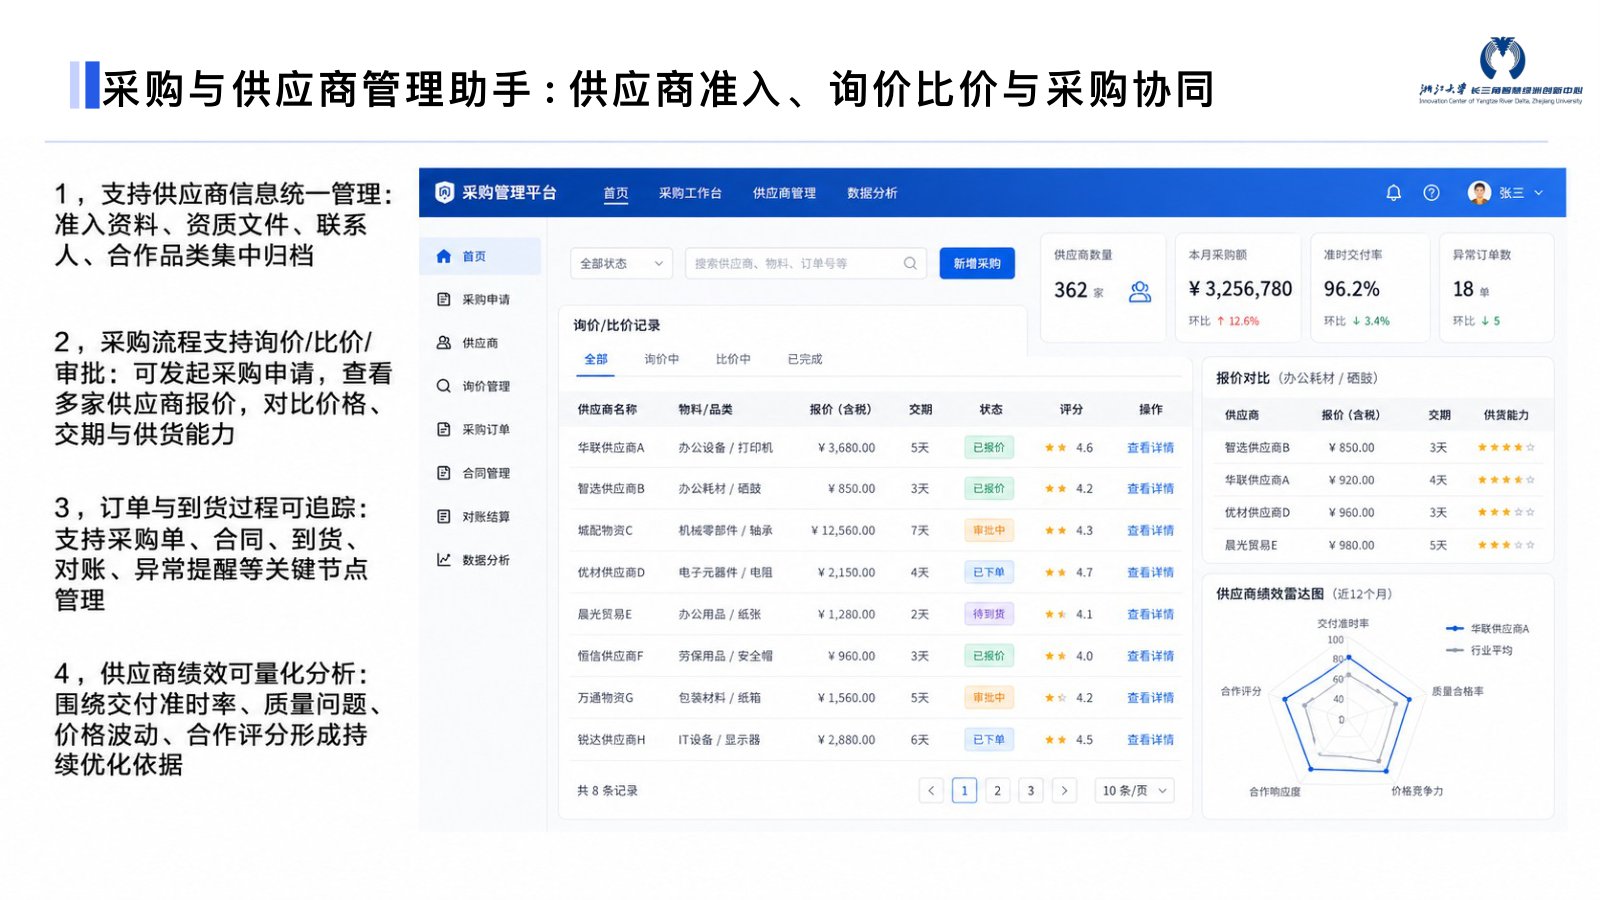 采购与供应商管理助手:供应商准入、询价比价与采购协同
浙江大学 长三角智慧绿洲创新中心
Innovation Center of Yangtze River Delta, Zhejiang University
1，支持供应商信息统一管理：
准入资料、资质文件、联系
人、合作品类集中归档
2，采购流程支持询价/比价/
审批：可发起采购申请，查看
多家供应商报价，对比价格、
交期与供货能力
3，订单与到货过程可追踪：
支持采购单、合同、到货、
对账、异常提醒等关键节点
管理
4，供应商绩效可量化分析：
围绕交付准时率、质量问题、
价格波动、合作评分形成持
续优化依据
采购管理平台 首页 采购工作台 供应商管理 数据分析 张三
首页
采购申请
供应商
询价管理
采购订单
合同管理
对账结算
数据分析
全部状态 搜索供应商、物料、订单号等 新增采购
供应商数量
362 家
本月采购额
¥ 3,256,780
环比 ↑ 12.6%
准时交付率
96.2%
环比 ↓ 3.4%
异常订单数
18 单
环比 ↓ 5
询价/比价记录
全部 询价中 比价中 已完成
供应商名称 物料/品类 报价 (含税) 交期 状态 评分 操作
华联供应商A 办公设备 / 打印机 ¥ 3,680.00 5天 已报价 4.6 查看详情
智选供应商B 办公耗材 / 硒鼓 ¥ 850.00 3天 已报价 4.2 查看详情
城配物资C 机械零部件 / 轴承 ¥ 12,560.00 7天 审批中 4.3 查看详情
优材供应商D 电子元器件 / 电阻 ¥ 2,150.00 4天 已下单 4.7 查看详情
晨光贸易E 办公用品 / 纸张 ¥ 1,280.00 2天 待到货 4.1 查看详情
恒信供应商F 劳保用品 / 安全帽 ¥ 960.00 3天 已报价 4.0 查看详情
万通物资G 包装材料 / 纸箱 ¥ 1,560.00 5天 审批中 4.2 查看详情
锐达供应商H IT设备 / 显示器 ¥ 2,880.00 6天 已下单 4.5 查看详情
共 8 条记录 1 2 3 10 条/页
报价对比 (办公耗材 / 硒鼓)
供应商 报价 (含税) 交期 供货能力
智选供应商B ¥ 850.00 3天
华联供应商A ¥ 920.00 4天
优材供应商D ¥ 960.00 3天
晨光贸易E ¥ 980.00 5天
供应商绩效雷达图 (近12个月)
华联供应商A
行业平均
交付准时率
100
80
60
40
0
合作评分
质量合格率
合作响应度
价格竞争力